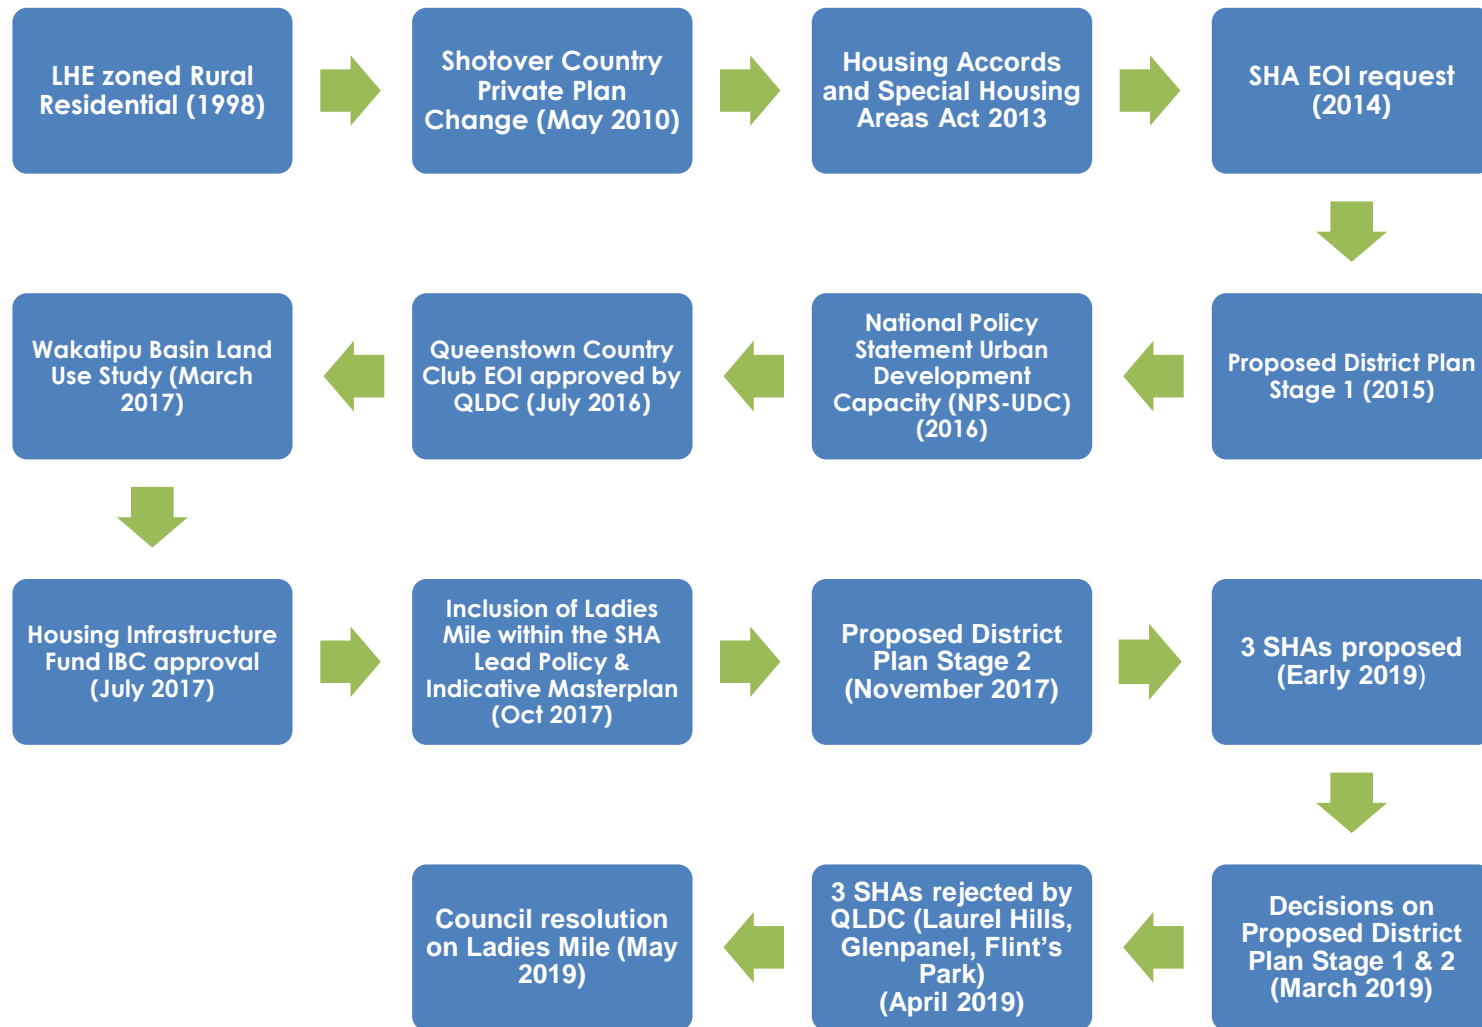 LHE zoned Rural
Residential (1998)
Shotover Country
Private Plan
Change (May 2010)
Housing Accords
and Special Housing
Areas Act 2013
SHA EOI request
(2014)
Proposed District Plan
Stage 1 (2015)
National Policy
Statement Urban
Development
Capacity (NPS-UDC)
(2016)
Queenstown Country
Club EOI approved by
QLDC (July 2016)
Wakatipu Basin Land
Use Study (March
2017)
Housing Infrastructure
Fund IBC approval
(July 2017)
Inclusion of Ladies
Mile within the SHA
Lead Policy &
Indicative Masterplan
(Oct 2017)
Proposed District
Plan Stage 2
(November 2017)
3 SHAs proposed
(Early 2019)
Decisions on
Proposed District
Plan Stage 1 & 2
(March 2019)
3 SHAs rejected by
QLDC (Laurel Hills,
Glenpanel, Flint’s
Park)
(April 2019)
Council resolution
on Ladies Mile (May
2019)